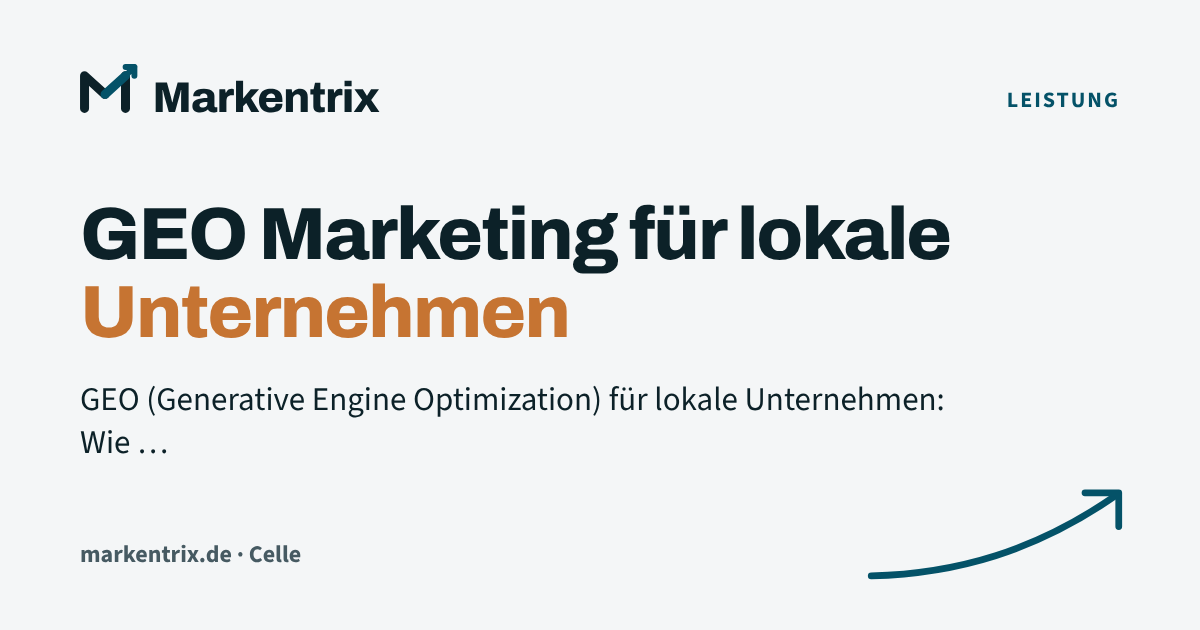 Markentrix
LEISTUNG
GEO Marketing für lokale
Unternehmen
GEO (Generative Engine Optimization) für lokale Unternehmen:
Wie …
markentrix.de · Celle